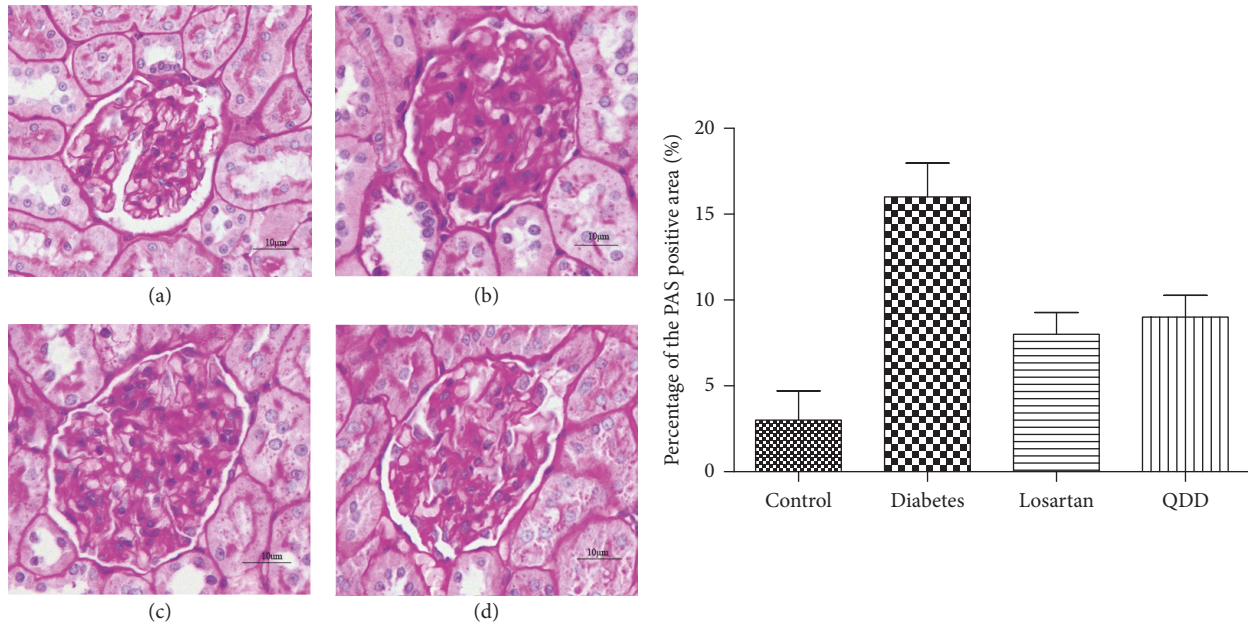 10μm
(a)
10μm
(b)
10μm
(c)
10μm
(d)
Percentage of the PAS positive area (%)
20
15
10
5
0
Control Diabetes Losartan QDD